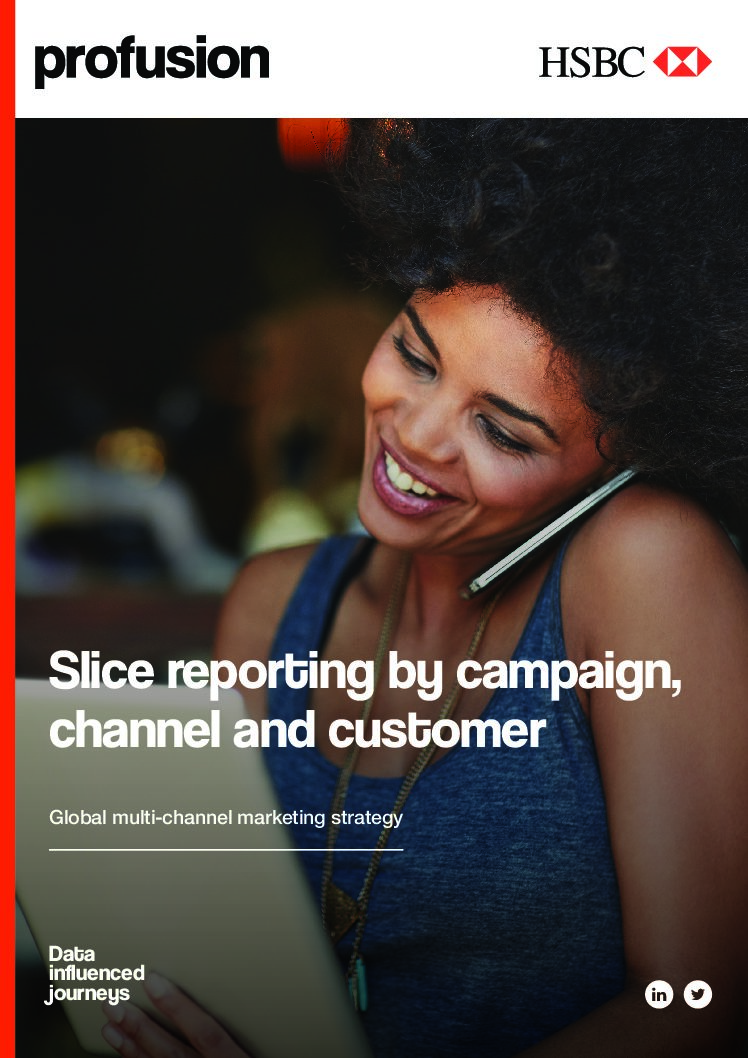 profusion
HSBC
Slice reporting by campaign,
channel and customer
Global multi-channel marketing strategy
Data
influenced
journeys
in